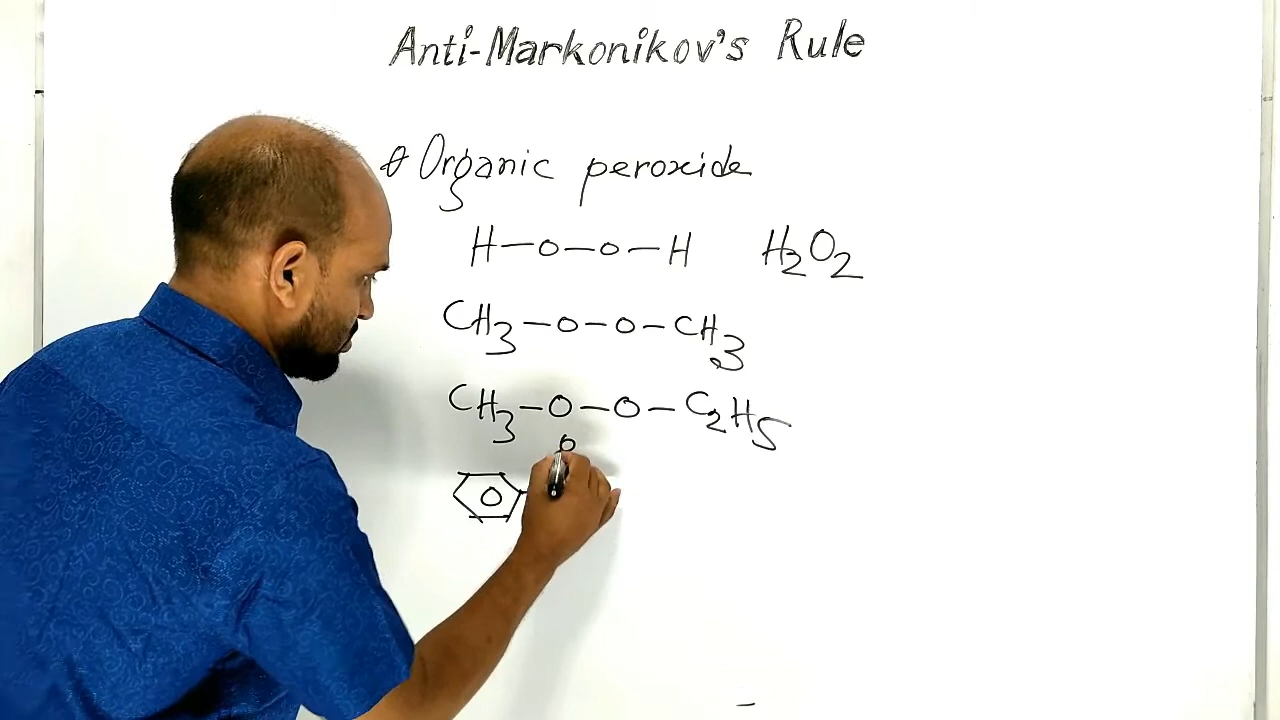 Anti-Markonikov's Rule
* Organic peroxide
H—O—O—H H₂O₂
CH₃—O—O—CH₃
CH₃—O—O—C₂H₅
O